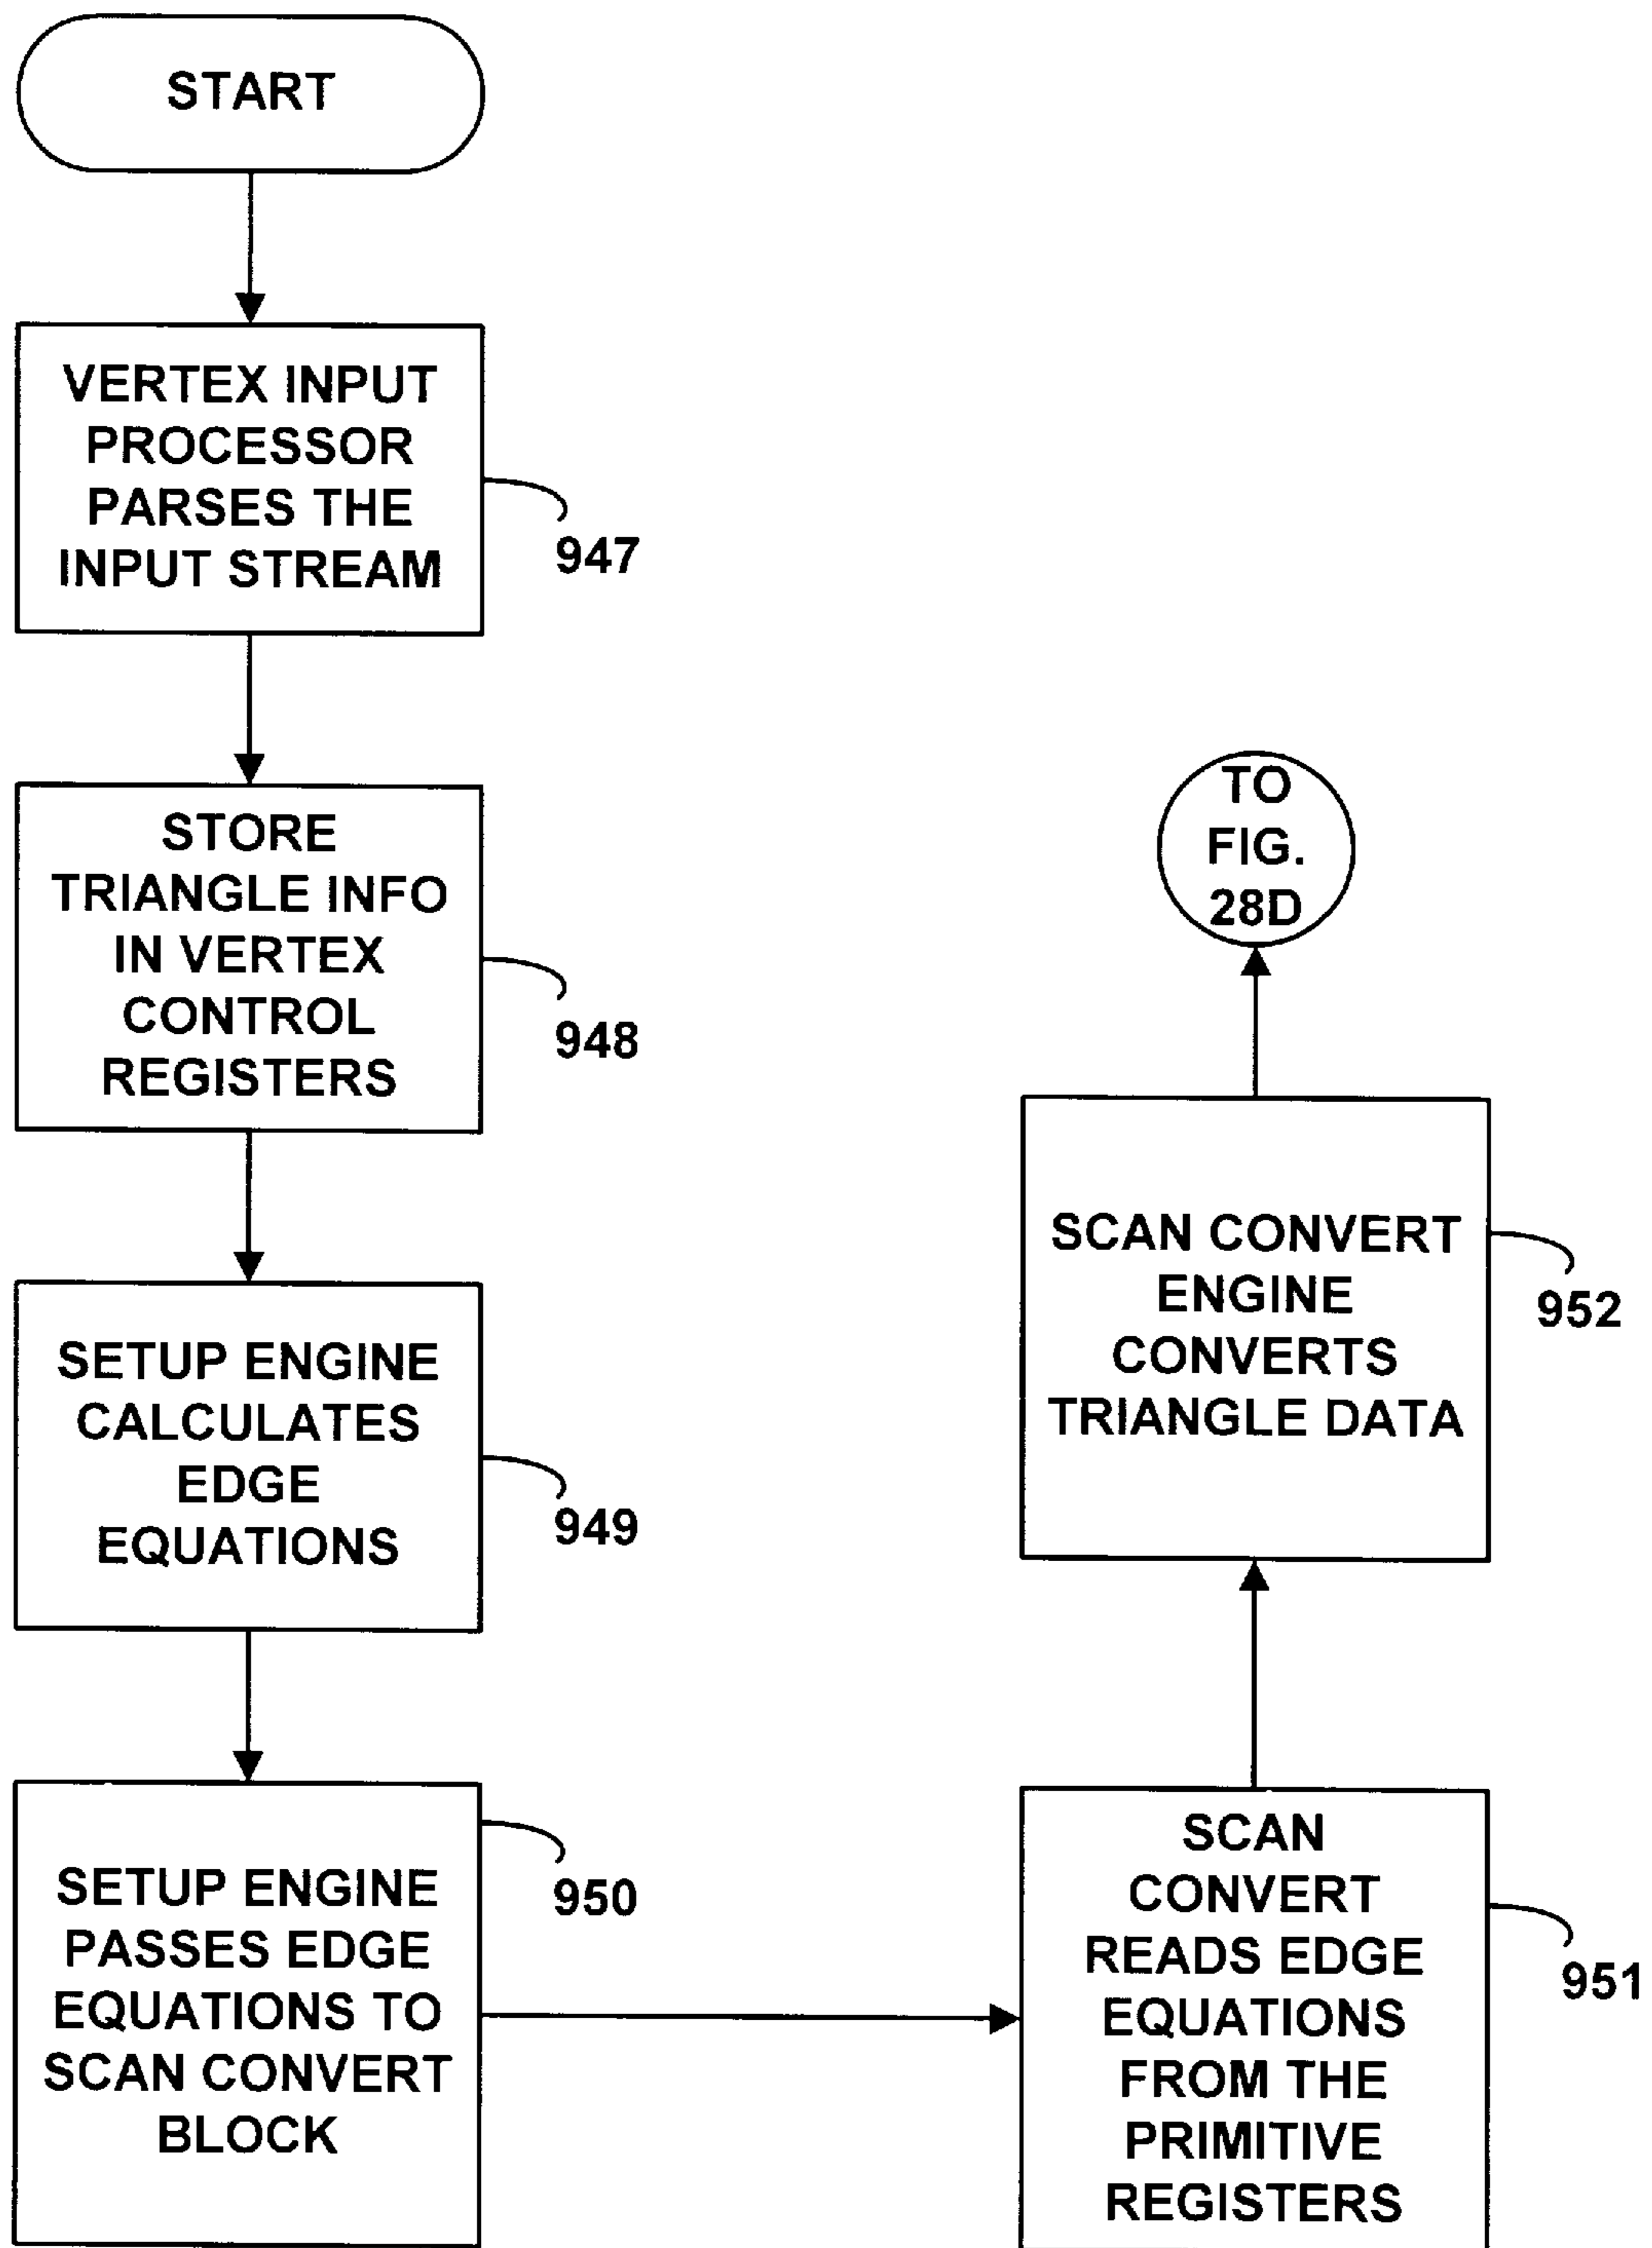 START
VERTEX INPUT
PROCESSOR
PARSES THE
INPUT STREAM
947
STORE
TRIANGLE INFO
IN VERTEX
CONTROL
REGISTERS
948
SETUP ENGINE
CALCULATES
EDGE
EQUATIONS
949
SETUP ENGINE
PASSES EDGE
EQUATIONS TO
SCAN CONVERT
BLOCK
950
SCAN
CONVERT
READS EDGE
EQUATIONS
FROM THE
PRIMITIVE
REGISTERS
951
SCAN CONVERT
ENGINE
CONVERTS
TRIANGLE DATA
952
TO
FIG.
28D